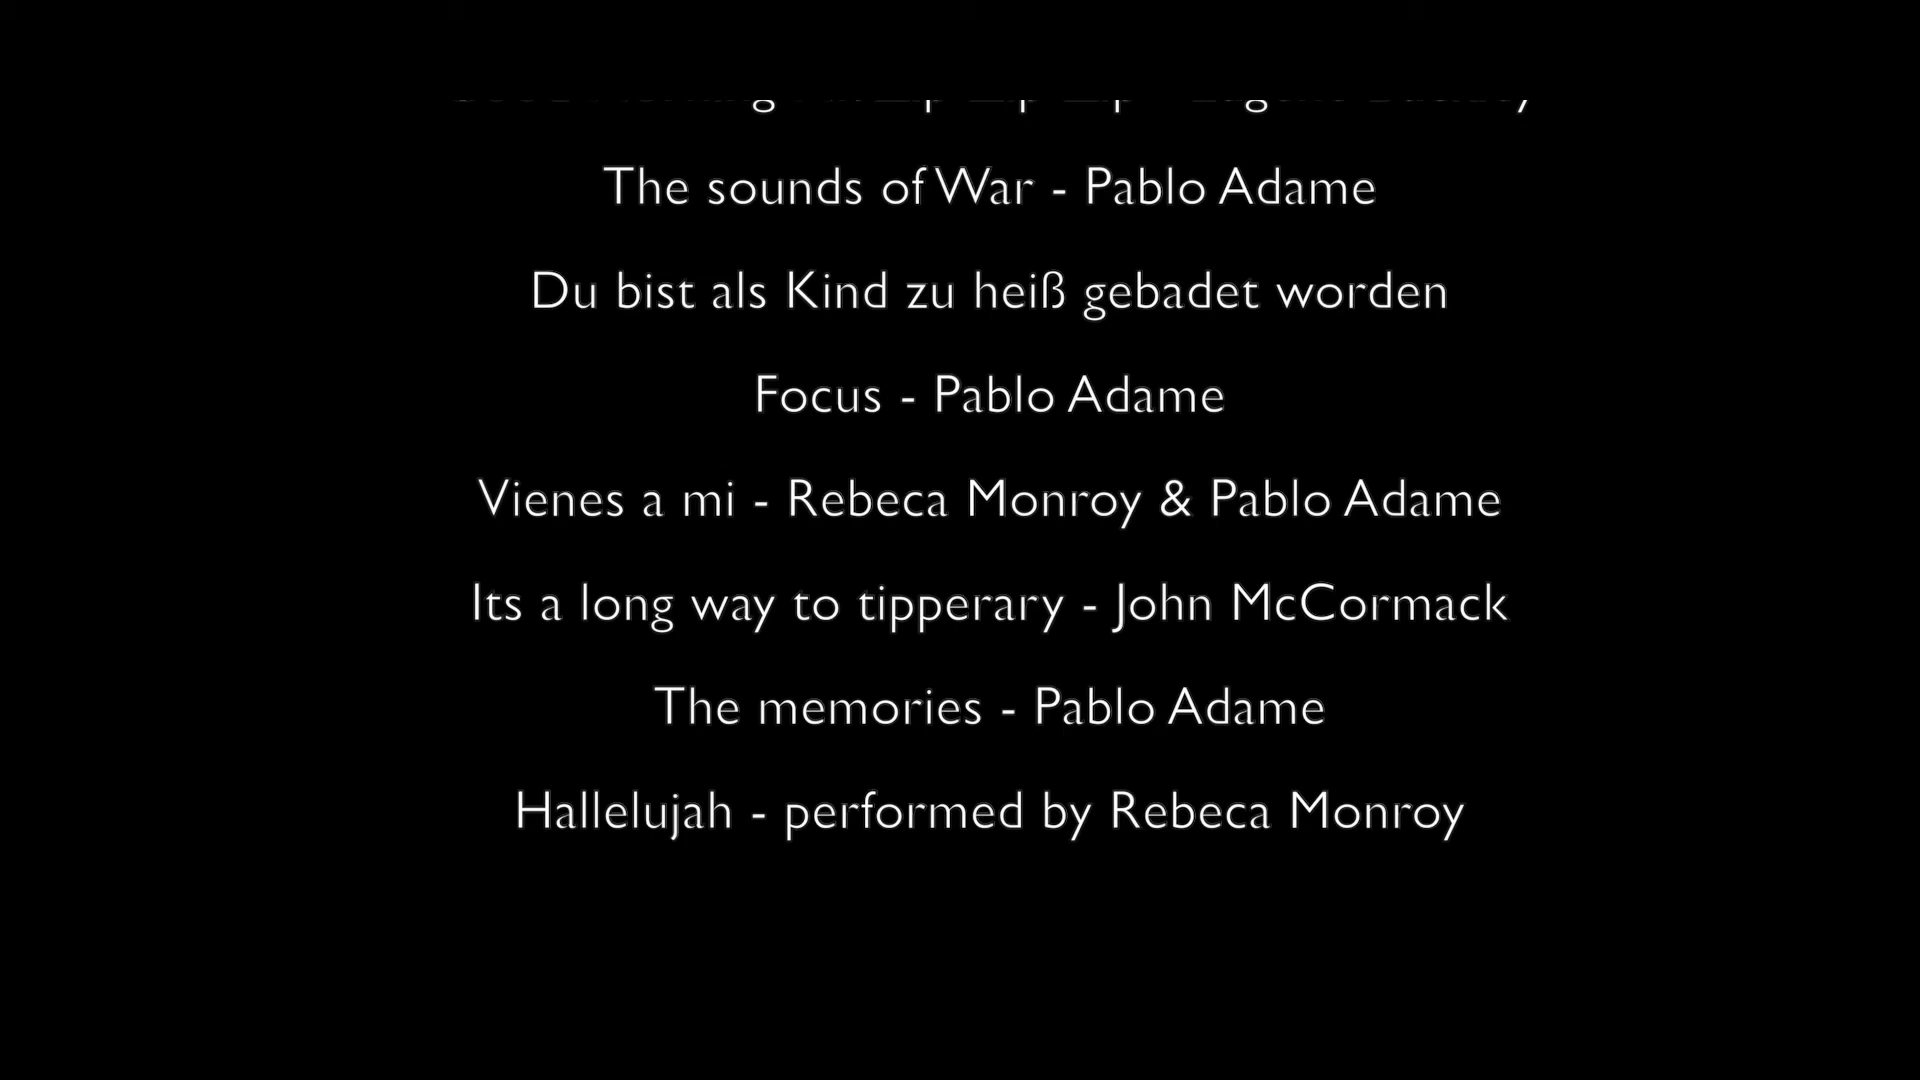 The sounds of War - Pablo Adame
Du bist als Kind zu heiß gebadet worden
Focus - Pablo Adame
Vienes a mi - Rebeca Monroy & Pablo Adame
Its a long way to tipperary - John McCormack
The memories - Pablo Adame
Hallelujah - performed by Rebeca Monroy